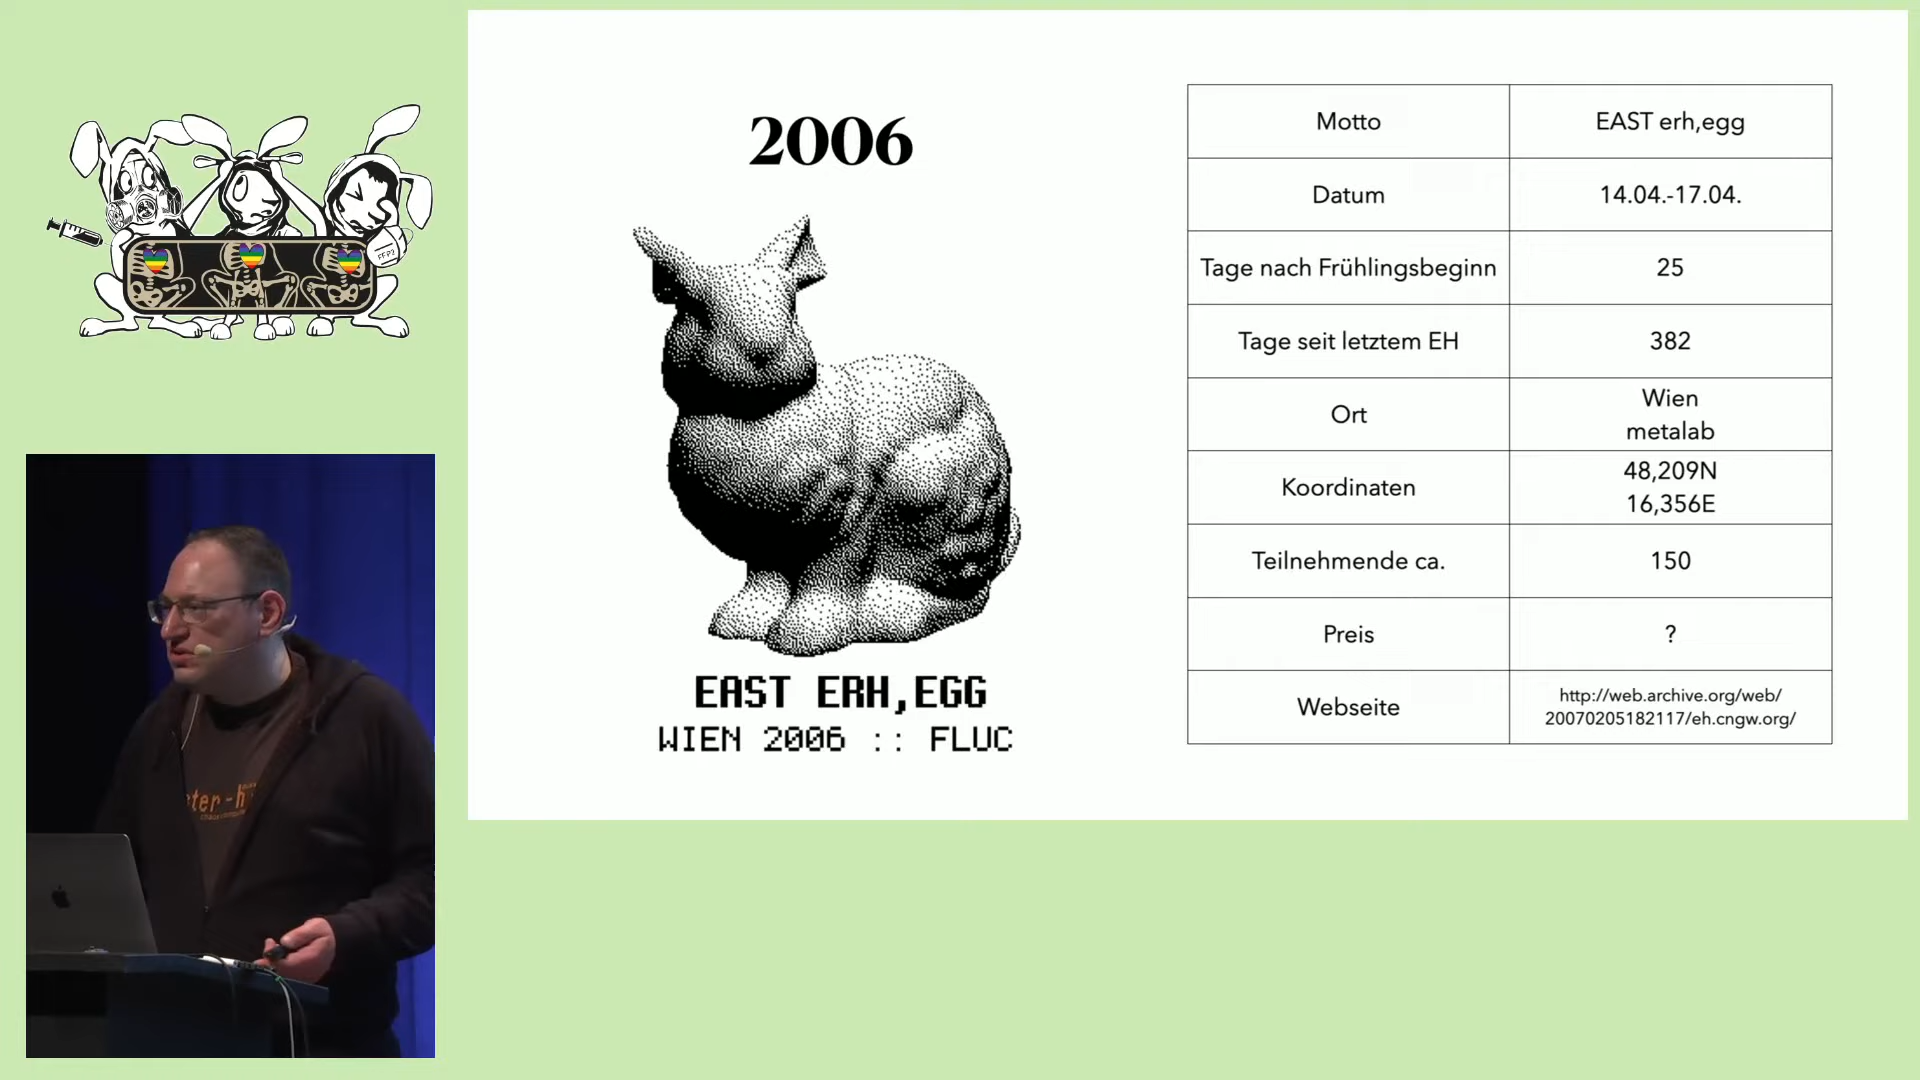 FFP2
2006
EAST ERH,EGG
WIEN 2006 :: FLUC
Motto EAST erh,egg
Datum 14.04.-17.04.
Tage nach Frühlingsbeginn 25
Tage seit letztem EH 382
Ort Wien
metalab
Koordinaten 48,209N
16,356E
Teilnehmende ca. 150
Preis ?
Webseite http://web.archive.org/web/
20070205182117/eh.cngw.org/